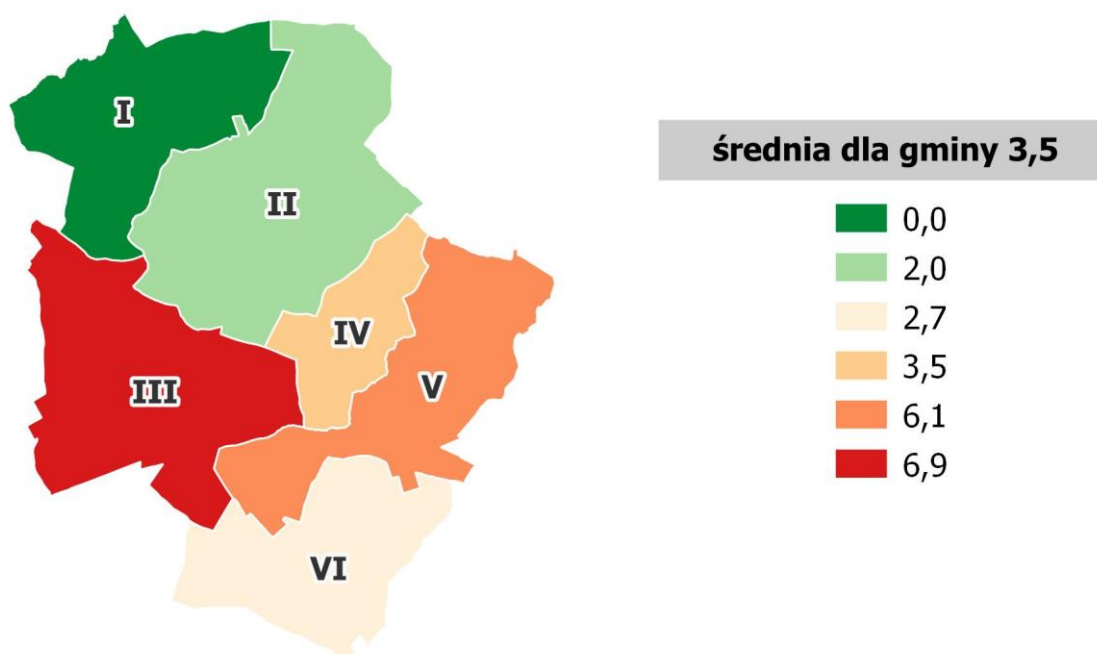 I
II
III
IV
V
VI
średnia dla gminy 3,5
0,0
2,0
2,7
3,5
6,1
6,9